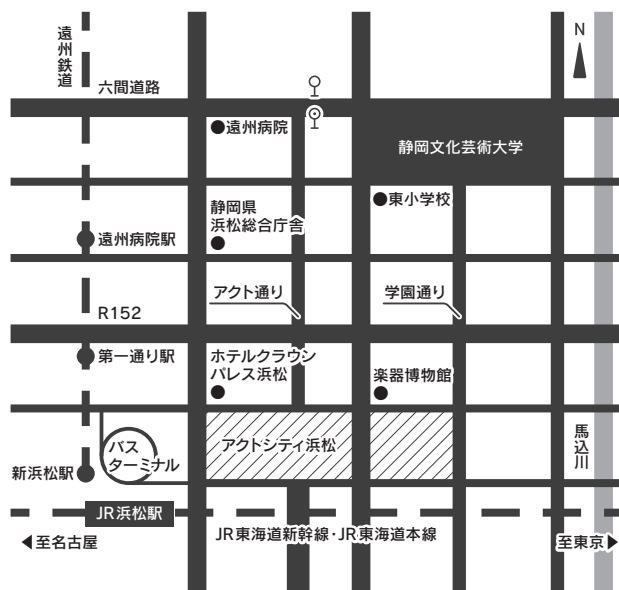 遠州鉄道
N
六間道路
遠州病院
静岡文化芸術大学
静岡県
浜松総合庁舎
東小学校
遠州病院駅
アクト通り
学園通り
R152
第一通り駅
ホテルクラウン
パレス浜松
楽器博物館
バス
ターミナル
アクトシティ浜松
馬込川
新浜松駅
JR浜松駅
JR東海道新幹線・JR東海道本線
至名古屋
至東京